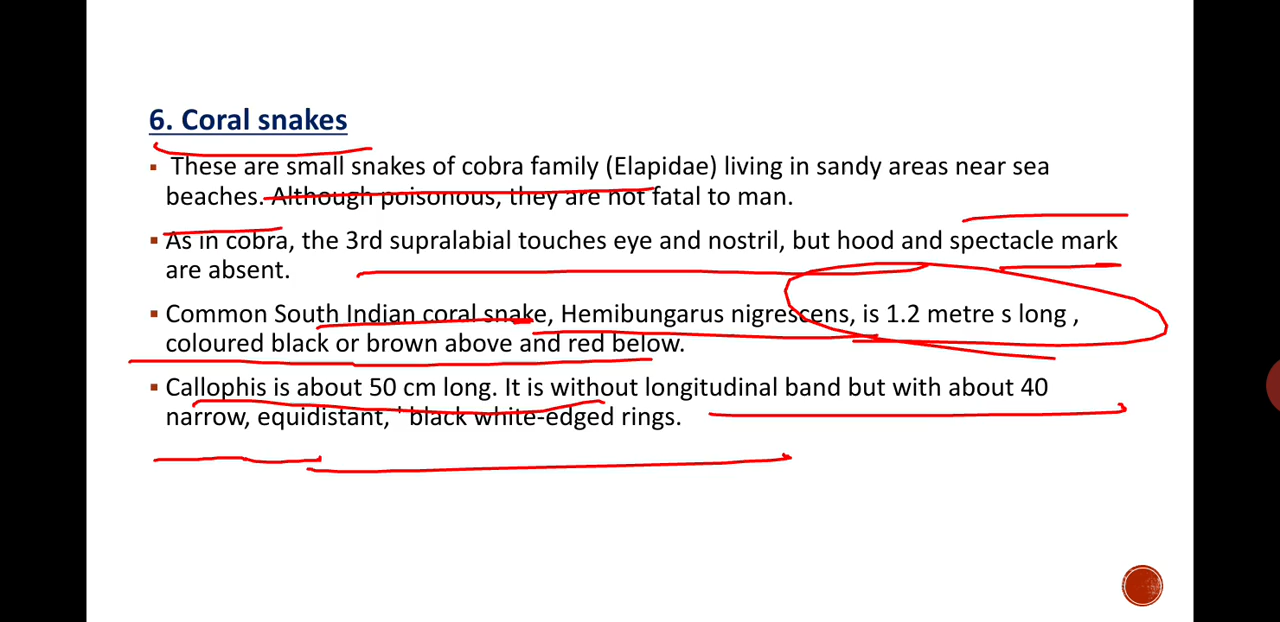 6. Coral snakes
▪ These are small snakes of cobra family (Elapidae) living in sandy areas near sea
beaches. Although poisonous, they are not fatal to man.
▪ As in cobra, the 3rd supralabial touches eye and nostril, but hood and spectacle mark
are absent.
▪ Common South Indian coral snake, Hemibungarus nigrescens, is 1.2 metre s long ,
coloured black or brown above and red below.
▪ Callophis is about 50 cm long. It is without longitudinal band but with about 40
narrow, equidistant, ' black white-edged rings.